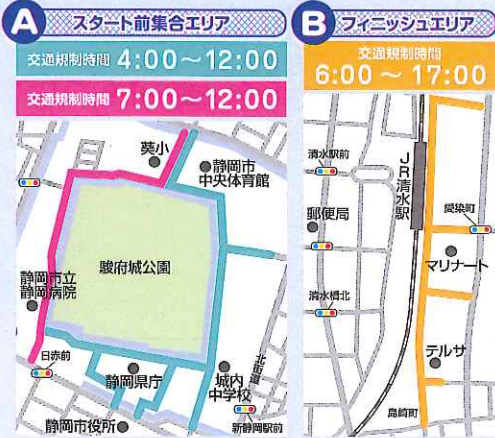 A スタート前集合エリア
交通規制時間 4:00～12:00
交通規制時間 7:00～12:00
葵小
静岡市
中央体育館
駿府城公園
静岡市立
静岡病院
日赤前
静岡県庁
城内
中学校
北街道
静岡市役所
新静岡駅前
B フィニッシュエリア
交通規制時間
6:00～17:00
清水駅前
JR清水駅
郵便局
愛染町
マリナート
清水橋北
テルサ
島崎町